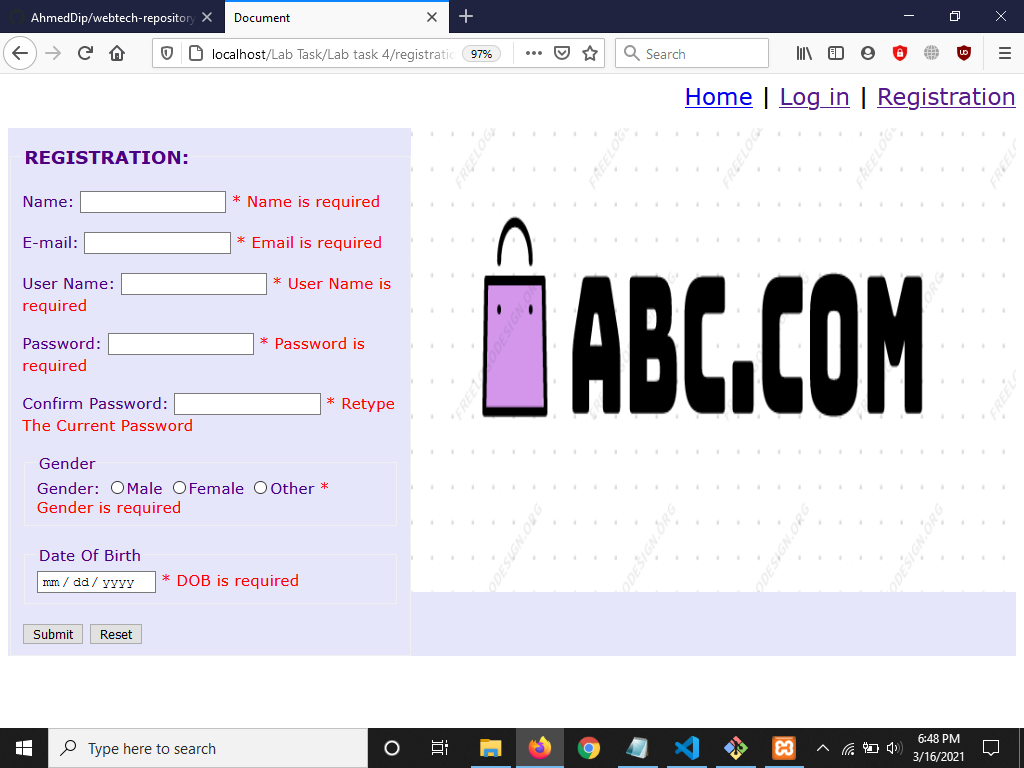 AhmedDip/webtech-repository
Document
localhost/Lab Task/Lab task 4/registratio
97%
Search
Home | Log in | Registration
REGISTRATION:
Name: * Name is required
E-mail: * Email is required
User Name: * User Name is
required
Password: * Password is
required
Confirm Password: * Retype
The Current Password
Gender
Gender: Male Female Other *
Gender is required
Date Of Birth
mm / dd / yyyy * DOB is required
Submit Reset
ABC.COM
FREELOGODESIGN.ORG
Type here to search
6:48 PM
3/16/2021